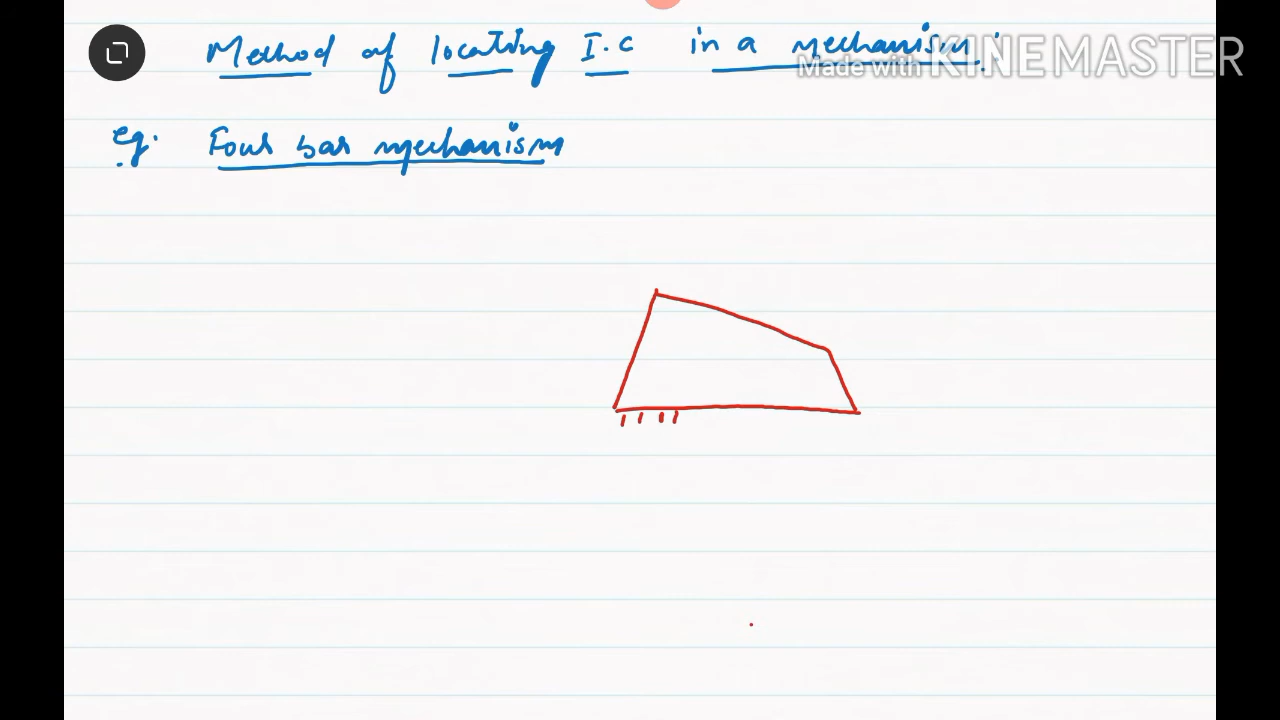 Method of locating I.C in a mechanism:
Made with KINEMASTER
eg. Four bar mechanism